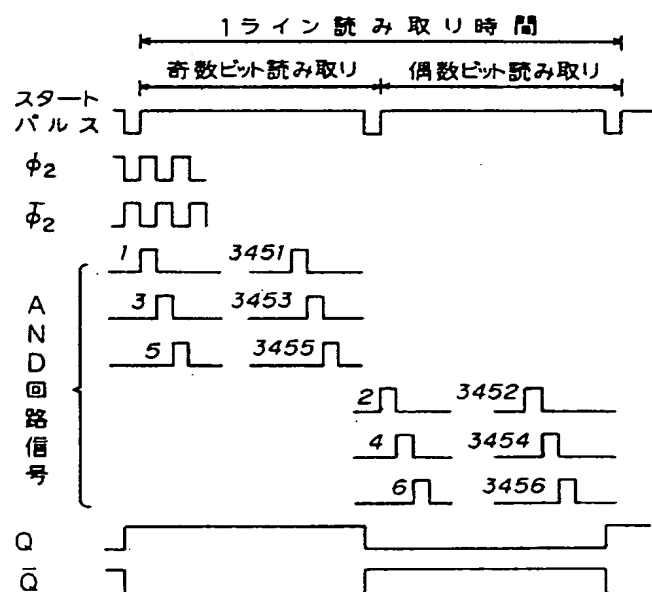 1ライン読み取り時間
奇数ビット読み取り 偶数ビット読み取り
スタート
パルス
φ2
φ̄2
1 3451
3 3453
5 3455
AND回路信号
2 3452
4 3454
6 3456
Q
Q̄